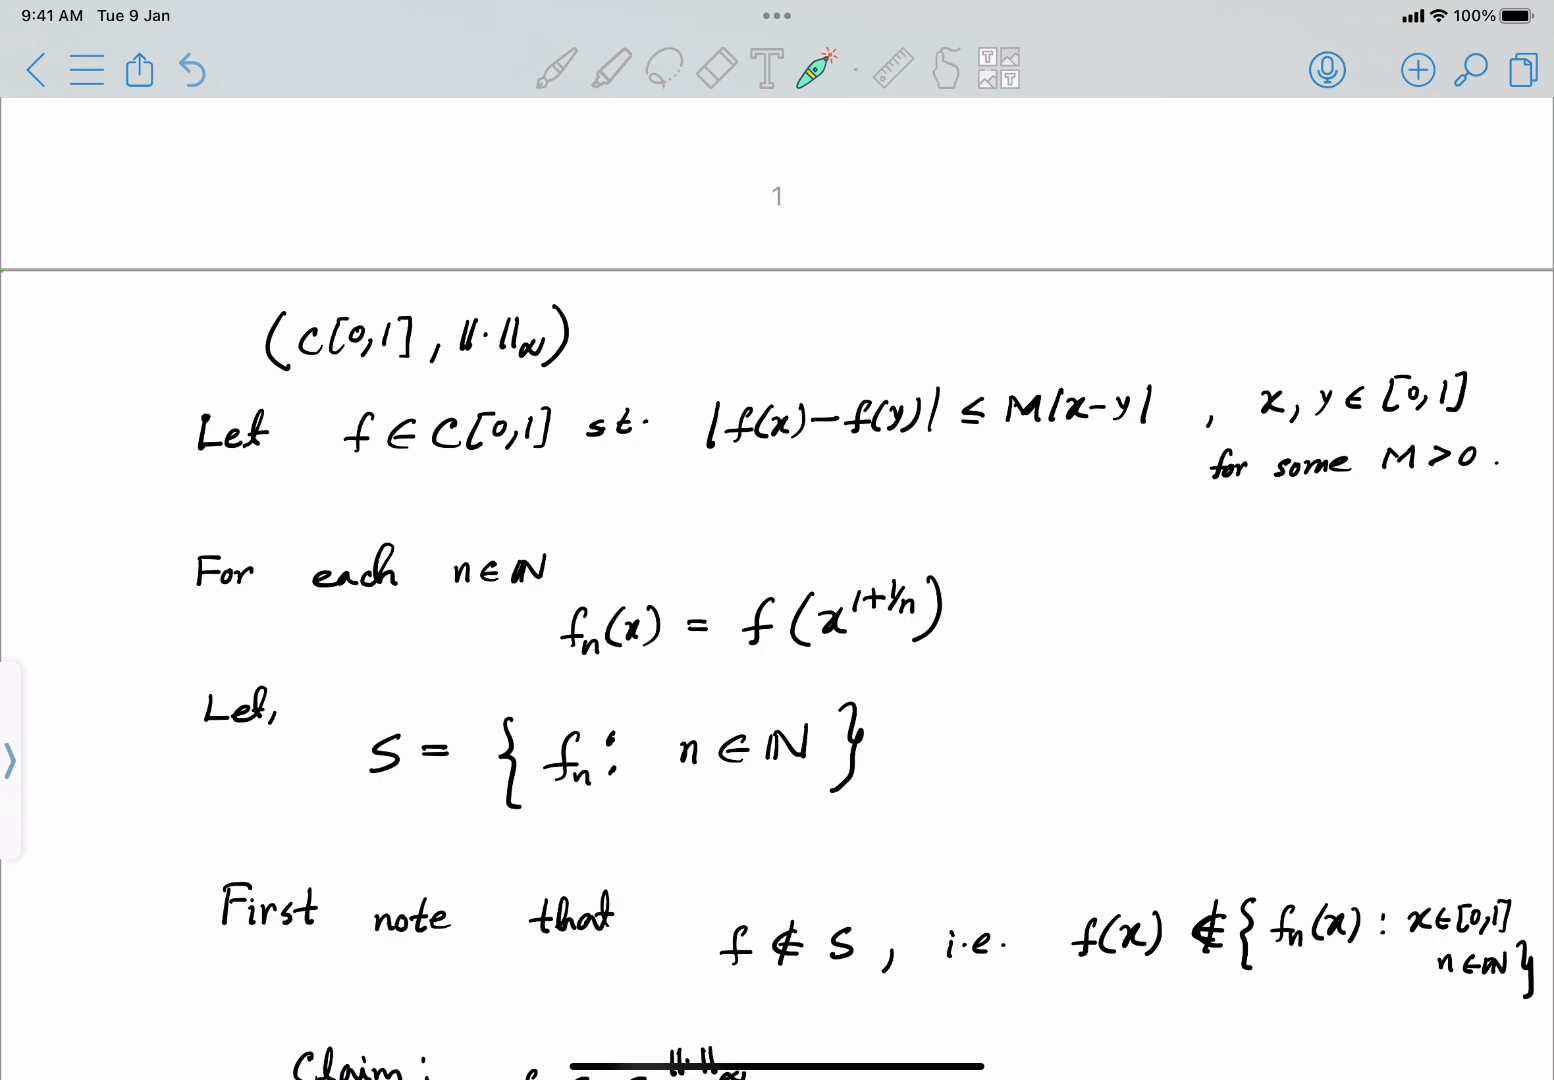 9:41 AM Tue 9 Jan
100%
1
(C[0,1], ||·||∞)
Let f ∈ C[0,1] st. |f(x)-f(y)| ≤ M|x-y| , x, y ∈ [0,1]
for some M > 0 .
For each n ∈ ℕ
fₙ(x) = f(x^{1+1/n})
Let,
S = { fₙ : n ∈ ℕ }
First note that f ∉ S , i.e. f(x) ∉ { fₙ(x) : x ∈ [0,1]
n ∈ ℕ }
Claim :